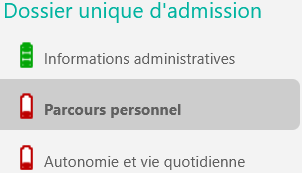 Dossier unique d'admission
Informations administratives
Parcours personnel
Autonomie et vie quotidienne